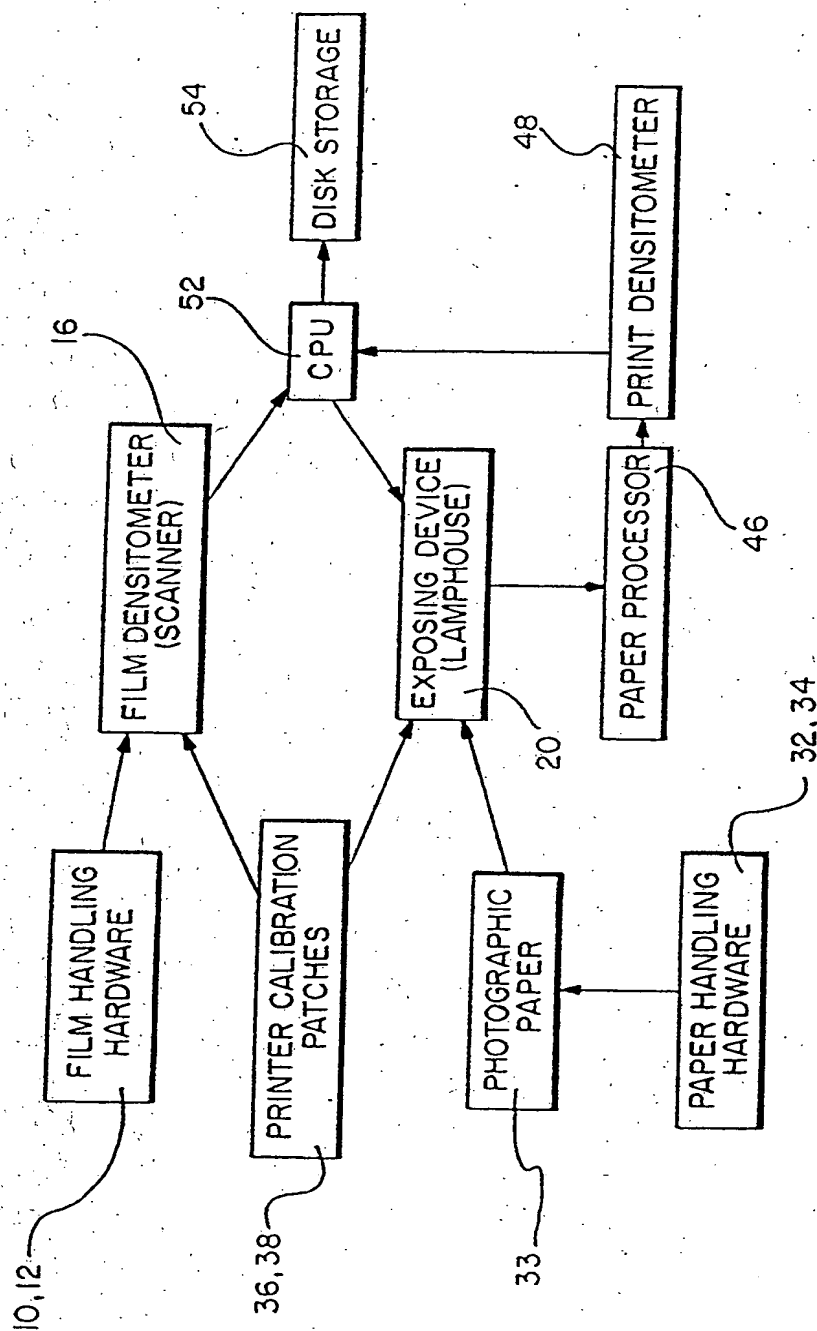 10,12
FILM HANDLING
HARDWARE
FILM DENSITOMETER
(SCANNER)
16
36,38
PRINTER CALIBRATION
PATCHES
52
CPU
54
DISK STORAGE
33
PHOTOGRAPHIC
PAPER
EXPOSING DEVICE
(LAMPHOUSE)
20
PAPER HANDLING
HARDWARE
32,34
PAPER PROCESSOR
46
PRINT DENSITOMETER
48